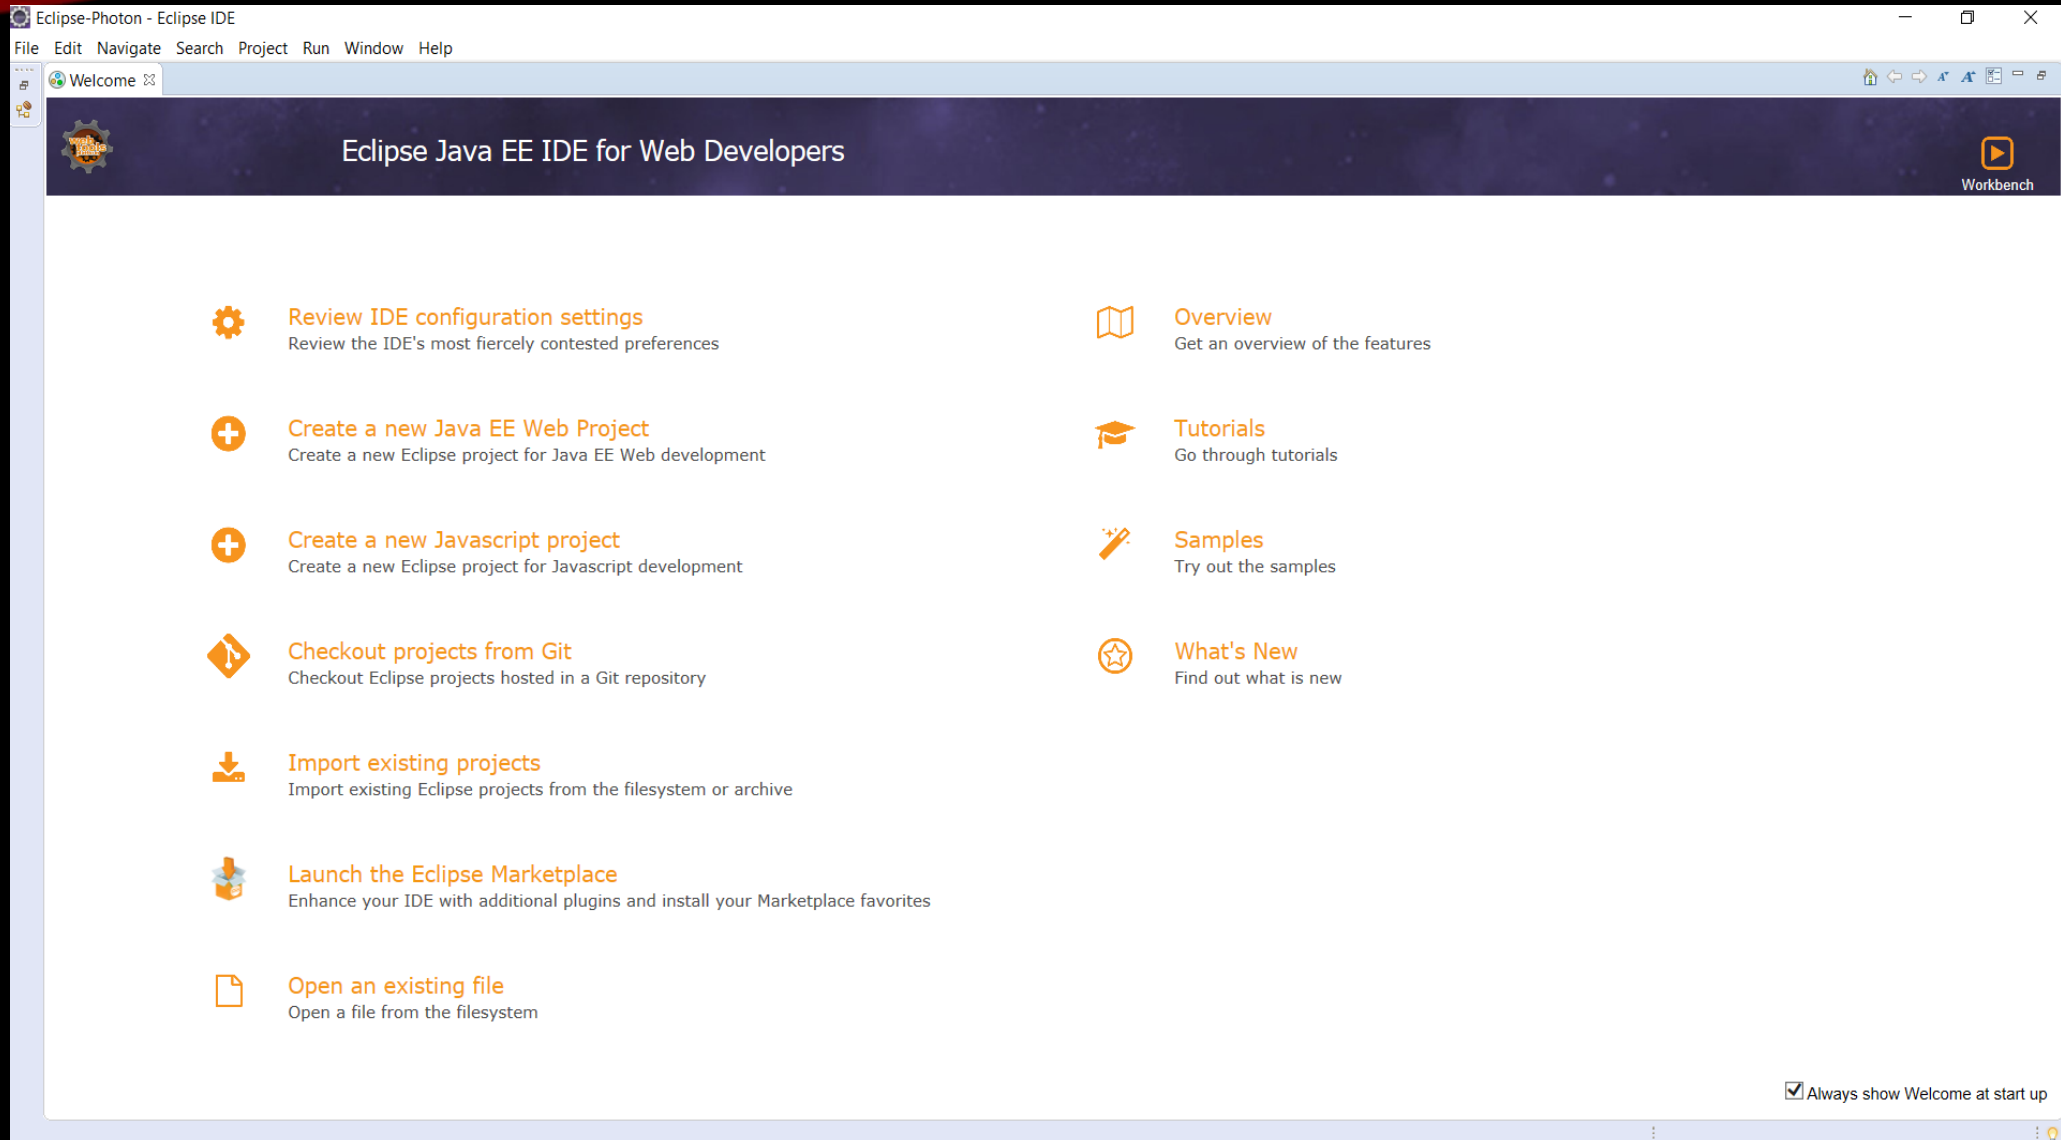 Eclipse-Photon - Eclipse IDE
File Edit Navigate Search Project Run Window Help
Welcome
Eclipse Java EE IDE for Web Developers
Workbench
Review IDE configuration settings
Review the IDE's most fiercely contested preferences
Create a new Java EE Web Project
Create a new Eclipse project for Java EE Web development
Create a new Javascript project
Create a new Eclipse project for Javascript development
Checkout projects from Git
Checkout Eclipse projects hosted in a Git repository
Import existing projects
Import existing Eclipse projects from the filesystem or archive
Launch the Eclipse Marketplace
Enhance your IDE with additional plugins and install your Marketplace favorites
Open an existing file
Open a file from the filesystem
Overview
Get an overview of the features
Tutorials
Go through tutorials
Samples
Try out the samples
What's New
Find out what is new
Always show Welcome at start up